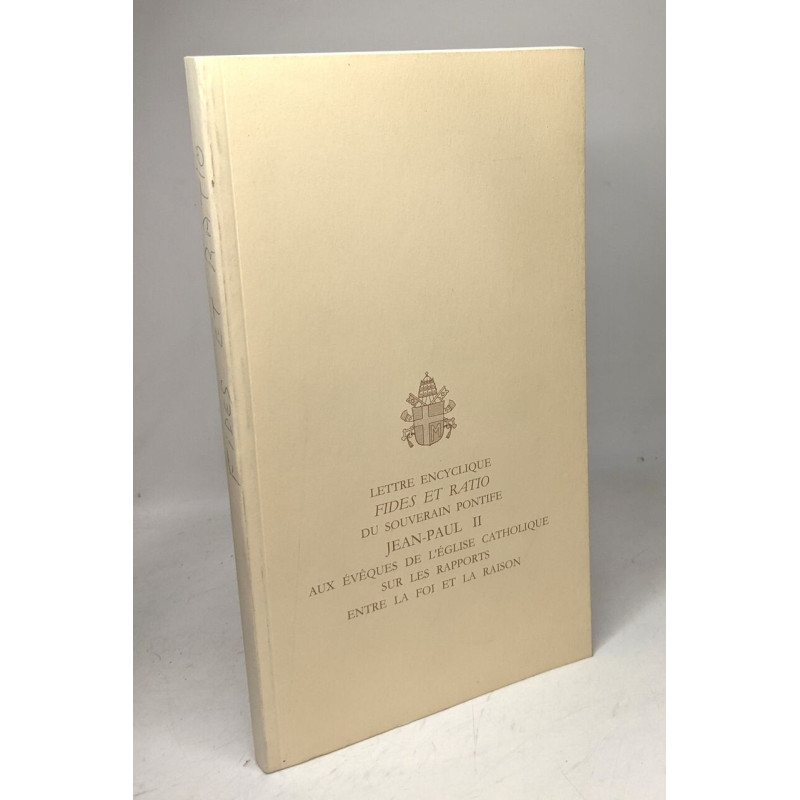 FIDES ET RATIO
LETTRE ENCYCLIQUE
FIDES ET RATIO
DU SOUVERAIN PONTIFE
JEAN-PAUL II
AUX ÉVÊQUES DE L'ÉGLISE CATHOLIQUE
SUR LES RAPPORTS
ENTRE LA FOI ET LA RAISON